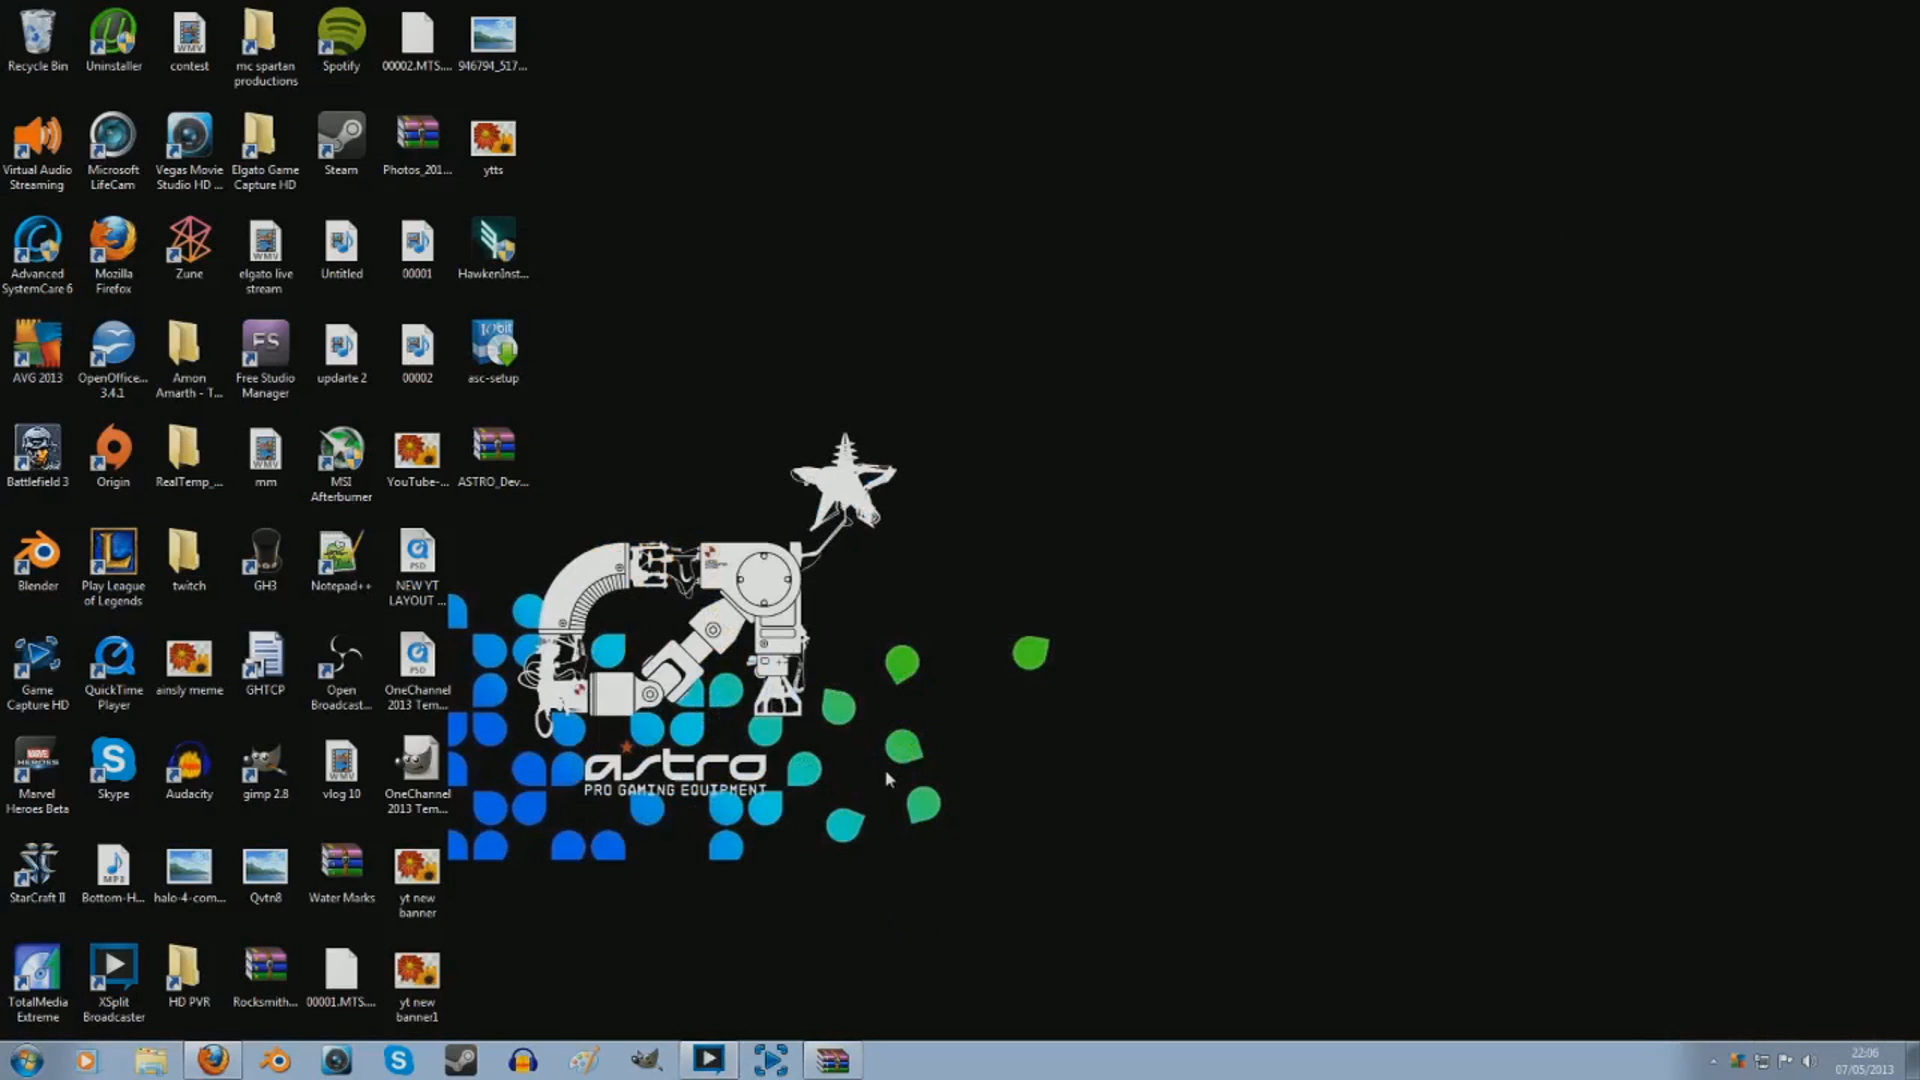 Recycle Bin
Uninstaller
contest
mc spartan
productions
Spotify
00002.MTS....
946794_517...
Virtual Audio
Streaming
Microsoft
LifeCam
Vegas Movie
Studio HD ...
Elgato Game
Capture HD
Steam
Photos_201...
ytts
Advanced
SystemCare 6
Mozilla
Firefox
Zune
elgato live
stream
Untitled
00001
HawkenInst...
AVG 2013
OpenOffice...
3.4.1
Amon
Amarth - T...
Free Studio
Manager
updarte 2
00002
asc-setup
Battlefield 3
Origin
RealTemp_...
mm
MSI
Afterburner
YouTube-...
ASTRO_Dev...
Blender
Play League
of Legends
twitch
GH3
Notepad++
NEW YT
LAYOUT ...
Game
Capture HD
QuickTime
Player
ainsly meme
GHTCP
Open
Broadcast...
OneChannel
2013 Tem...
Marvel
Heroes Beta
Skype
Audacity
gimp 2.8
vlog 10
OneChannel
2013 Tem...
astro
PRO GAMING EQUIPMENT
StarCraft II
Bottom-H...
halo-4-com...
Qvtn8
Water Marks
yt new
banner
TotalMedia
Extreme
XSplit
Broadcaster
HD PVR
Rocksmith...
00001.MTS....
yt new
banner1
22:06
07/05/2013